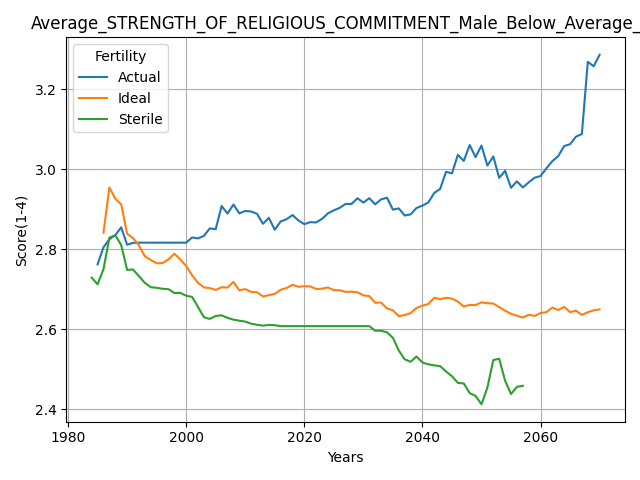 Average_STRENGTH_OF_RELIGIOUS_COMMITMENT_Male_Below_Average_
Fertility
Actual
Ideal
Sterile
Score(1-4)
3.2
3.0
2.8
2.6
2.4
1980 2000 2020 2040 2060
Years